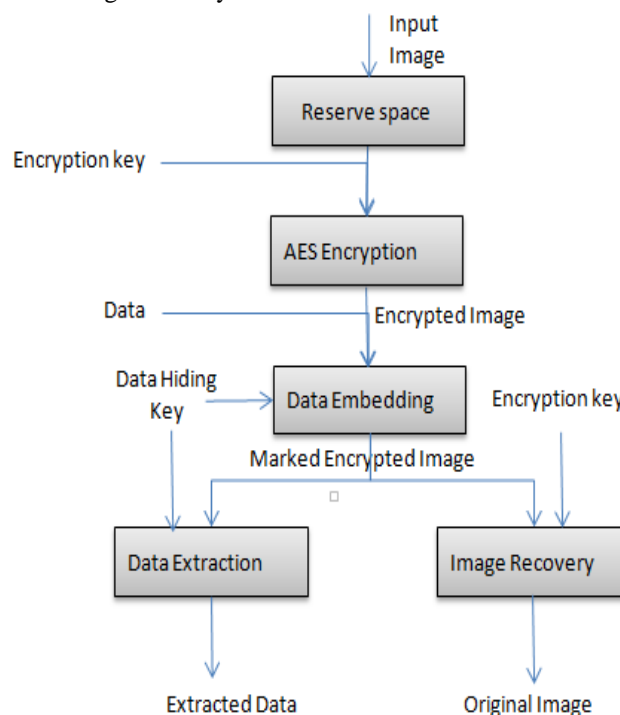 Input
Image
Reserve space
Encryption key
AES Encryption
Data
Encrypted Image
Data Hiding
Key
Data Embedding
Encryption key
Marked Encrypted Image
Data Extraction
Image Recovery
Extracted Data
Original Image